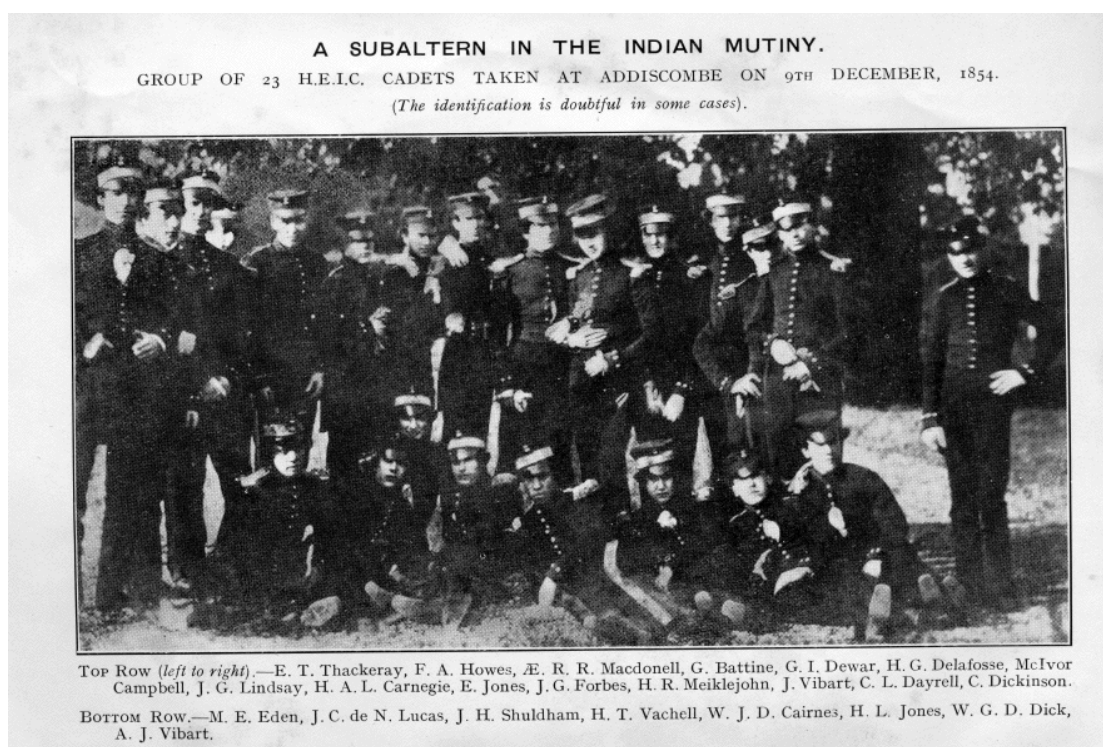 A SUBALTERN IN THE INDIAN MUTINY.
GROUP OF 23 H.E.I.C. CADETS TAKEN AT ADDISCOMBE ON 9TH DECEMBER, 1854.
(The identification is doubtful in some cases).
TOP ROW (left to right).—E. T. Thackeray, F. A. Howes, Æ. R. R. Macdonell, G. Battine, G. I. Dewar, H. G. Delafosse, McIvor
Campbell, J. G. Lindsay, H. A. L. Carnegie, E. Jones, J. G. Forbes, H. R. Meiklejohn, J. Vibart, C. L. Dayrell, C. Dickinson.
BOTTOM ROW.—M. E. Eden, J. C. de N. Lucas, J. H. Shuldham, H. T. Vachell, W. J. D. Cairnes, H. L. Jones, W. G. D. Dick,
A. J. Vibart.